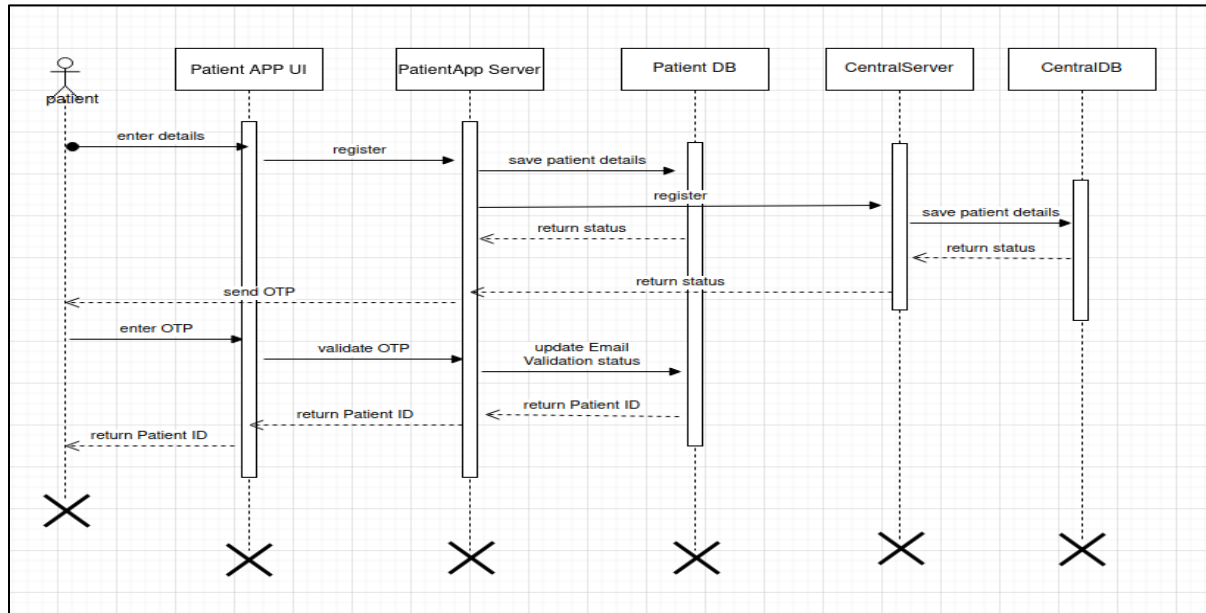 Patient APP UI
PatientApp Server
Patient DB
CentralServer
CentralDB
patient
enter details
register
save patient details
register
save patient details
return status
return status
return status
send OTP
enter OTP
validate OTP
update Email
Validation status
return Patient ID
return Patient ID
return Patient ID